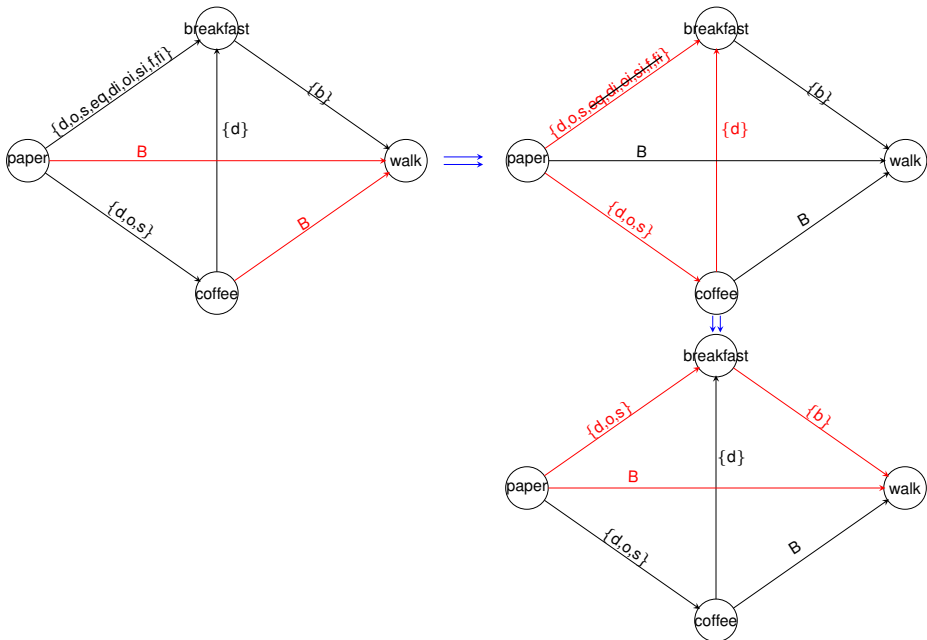 breakfast
{d,o,s,eq,di,oi,si,f,fi}
{b}
{d}
paper
B
walk
{d,o,s}
B
coffee
breakfast
{d,o,s,eq,di,oi,si,f,fi}
{b}
{d}
paper
B
walk
{d,o,s}
B
coffee
breakfast
{d,o,s}
{b}
{d}
paper
B
walk
{d,o,s}
B
coffee